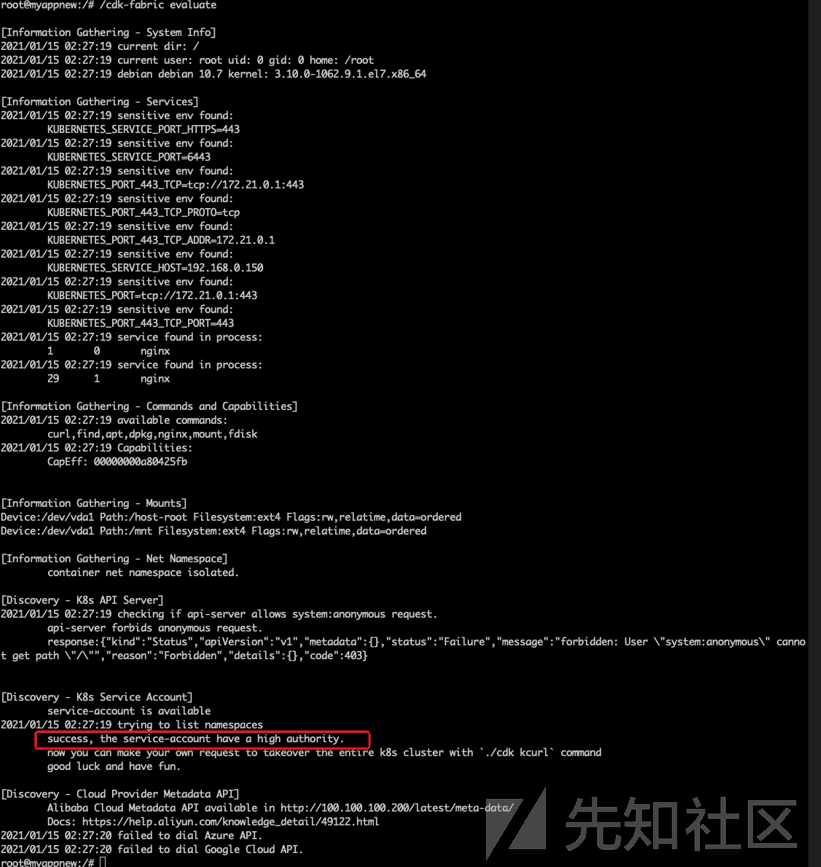 root@myappnew:/# /cdk-fabric evaluate
[Information Gathering - System Info]
2021/01/15 02:27:19 current dir: /
2021/01/15 02:27:19 current user: root uid: 0 gid: 0 home: /root
2021/01/15 02:27:19 debian debian 10.7 kernel: 3.10.0-1062.9.1.el7.x86_64
[Information Gathering - Services]
2021/01/15 02:27:19 sensitive env found:
KUBERNETES_SERVICE_PORT_HTTPS=443
2021/01/15 02:27:19 sensitive env found:
KUBERNETES_SERVICE_PORT=6443
2021/01/15 02:27:19 sensitive env found:
KUBERNETES_PORT_443_TCP=tcp://172.21.0.1:443
2021/01/15 02:27:19 sensitive env found:
KUBERNETES_PORT_443_TCP_PROTO=tcp
2021/01/15 02:27:19 sensitive env found:
KUBERNETES_PORT_443_TCP_ADDR=172.21.0.1
2021/01/15 02:27:19 sensitive env found:
KUBERNETES_SERVICE_HOST=192.168.0.150
2021/01/15 02:27:19 sensitive env found:
KUBERNETES_PORT=tcp://172.21.0.1:443
2021/01/15 02:27:19 sensitive env found:
KUBERNETES_PORT_443_TCP_PORT=443
2021/01/15 02:27:19 service found in process:
1 0 nginx
2021/01/15 02:27:19 service found in process:
29 1 nginx
[Information Gathering - Commands and Capabilities]
2021/01/15 02:27:19 available commands:
curl,find,apt,dpkg,nginx,mount,fdisk
2021/01/15 02:27:19 Capabilities:
CapEff: 00000000a80425fb
[Information Gathering - Mounts]
Device:/dev/vda1 Path:/host-root Filesystem:ext4 Flags:rw,relatime,data=ordered
Device:/dev/vda1 Path:/mnt Filesystem:ext4 Flags:rw,relatime,data=ordered
[Information Gathering - Net Namespace]
container net namespace isolated.
[Discovery - K8s API Server]
2021/01/15 02:27:19 checking if api-server allows system:anonymous request.
api-server forbids anonymous request.
response:{"kind":"Status","apiVersion":"v1","metadata":{},"status":"Failure","message":"forbidden: User \"system:anonymous\" canno
t get path \"/\"","reason":"Forbidden","details":{},"code":403}
[Discovery - K8s Service Account]
service-account is available
2021/01/15 02:27:19 trying to list namespaces
success, the service-account have a high authority.
now you can make your own request to takeover the entire k8s cluster with `./cdk kcurl` command
good luck and have fun.
[Discovery - Cloud Provider Metadata API]
Alibaba Cloud Metadata API available in http://100.100.100.200/latest/meta-data/
Docs: https://help.aliyun.com/knowledge_detail/49122.html
2021/01/15 02:27:20 failed to dial Azure API.
2021/01/15 02:27:20 failed to dial Google Cloud API.
root@myappnew:/#
先知社区